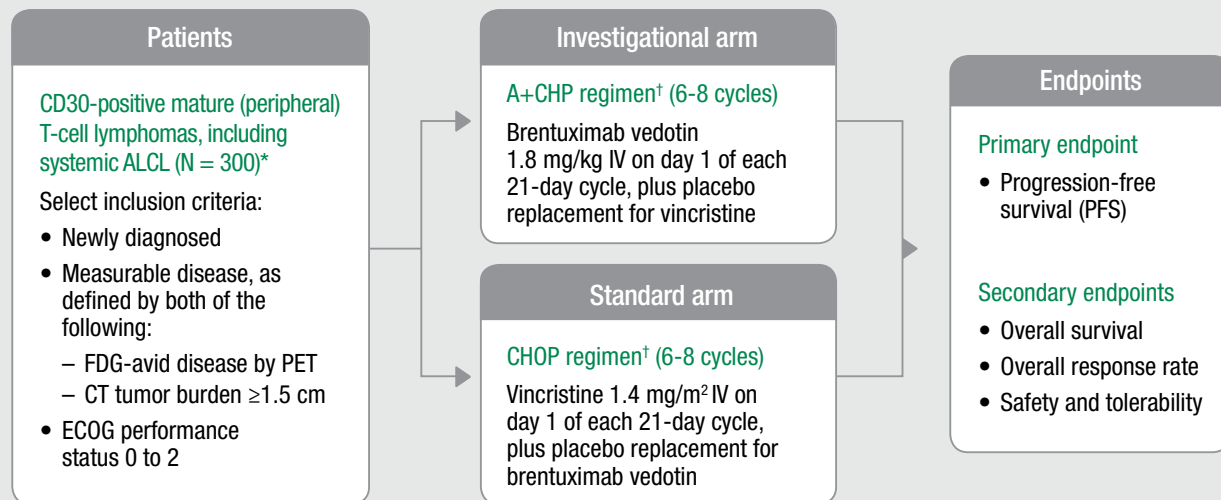 Patients
CD30-positive mature (peripheral)
T-cell lymphomas, including
systemic ALCL (N = 300)*
Select inclusion criteria:
• Newly diagnosed
• Measurable disease, as
defined by both of the
following:
– FDG-avid disease by PET
– CT tumor burden ≥1.5 cm
• ECOG performance
status 0 to 2
Investigational arm
A+CHP regimen† (6-8 cycles)
Brentuximab vedotin
1.8 mg/kg IV on day 1 of each
21-day cycle, plus placebo
replacement for vincristine
Standard arm
CHOP regimen† (6-8 cycles)
Vincristine 1.4 mg/m² IV on
day 1 of each 21-day cycle,
plus placebo replacement for
brentuximab vedotin
Endpoints
Primary endpoint
• Progression-free
survival (PFS)
Secondary endpoints
• Overall survival
• Overall response rate
• Safety and tolerability